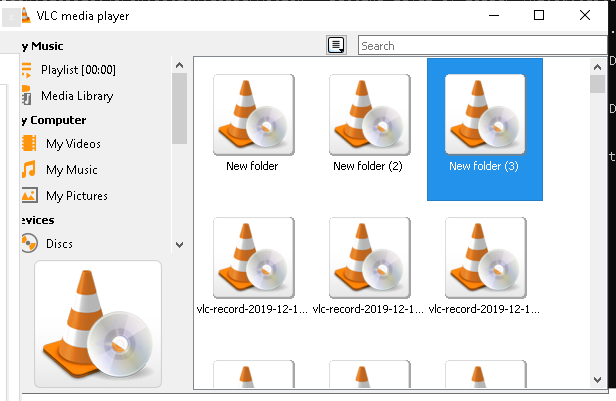 VLC media player
y Music
Search
Playlist [00:00]
Media Library
y Computer
My Videos
My Music
My Pictures
evices
Discs
New folder
New folder (2)
New folder (3)
vlc-record-2019-12-1...
vlc-record-2019-12-1...
vlc-record-2019-12-1...
D
D
t